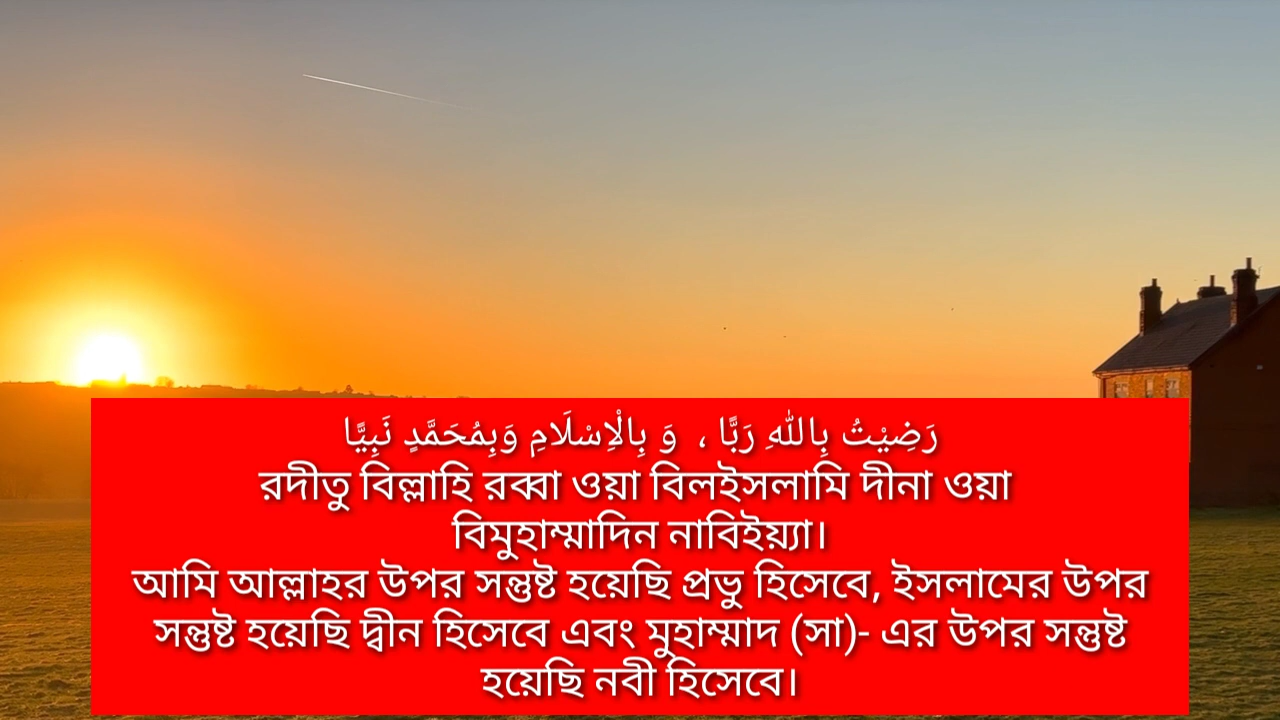 رَضِيْتُ بِاللهِ رَبًّا ، وَ بِالْاِسْلَامِ وَبِمُحَمَّدٍ نَبِيًّا
রদীতু বিল্লাহি রব্বা ওয়া বিলইসলামি দীনা ওয়া
বিমুহাম্মাদিন নাবিইয়্যা।
আমি আল্লাহর উপর সন্তুষ্ট হয়েছি প্রভু হিসেবে, ইসলামের উপর
সন্তুষ্ট হয়েছি দ্বীন হিসেবে এবং মুহাম্মাদ (সা)- এর উপর সন্তুষ্ট
হয়েছি নবী হিসেবে।